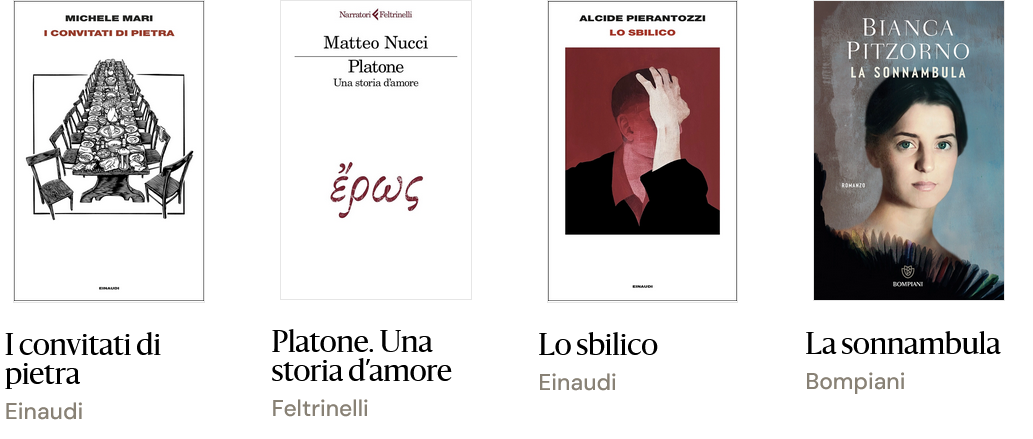 MICHELE MARI
I CONVITATI DI PIETRA
EINAUDI
I convitati di
pietra
Einaudi
Narratori Feltrinelli
Matteo Nucci
Platone
Una storia d'amore
ἔρως
Platone. Una
storia d'amore
Feltrinelli
ALCIDE PIERANTOZZI
LO SBILICO
EINAUDI
Lo sbilico
Einaudi
BIANCA
PITZORNO
LA SONNAMBULA
ROMANZO
BOMPIANI
La sonnambula
Bompiani